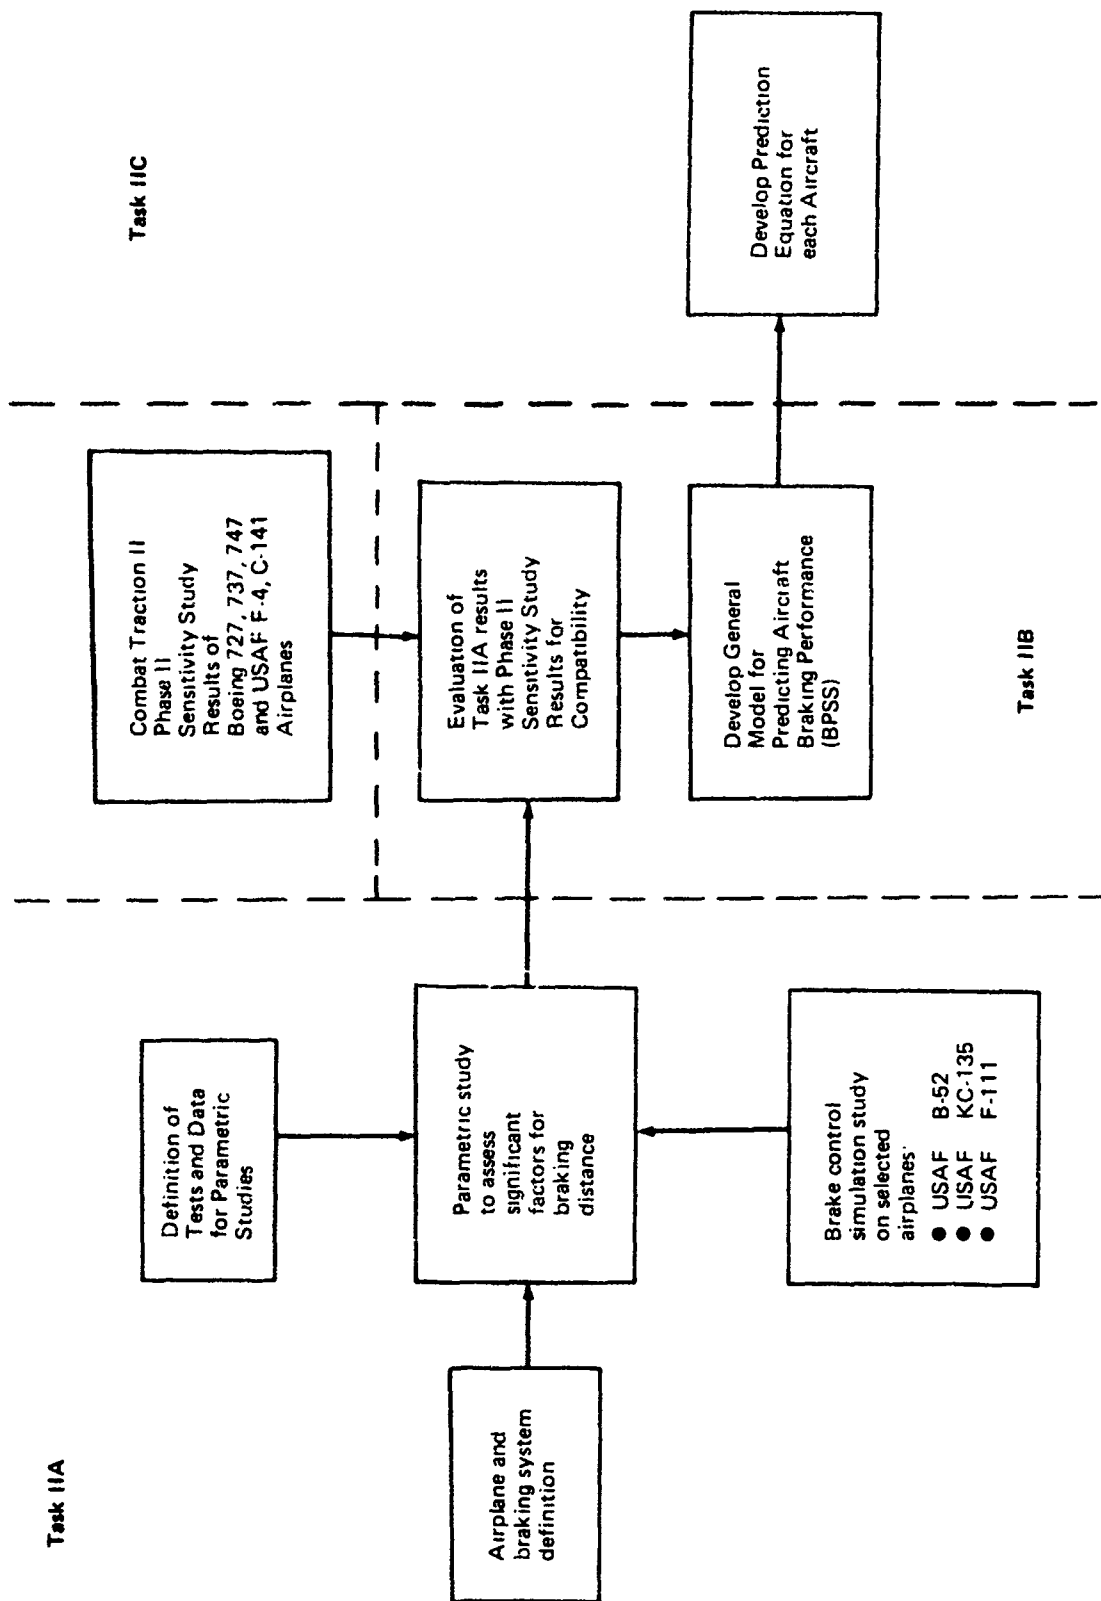 Task IIA
Airplane and
braking system
definition
Definition of
Tests and Data
for Parametric
Studies
Parametric study
to assess
significant
factors for
braking
distance
Brake control
simulation study
on selected
airplanes:
● USAF B-52
● USAF KC-135
● USAF F-111
Combat Traction II
Phase II
Sensitivity Study
Results of
Boeing 727, 737, 747
and USAF F-4, C-141
Airplanes
Evaluation of
Task IIA results
with Phase II
Sensitivity Study
Results for
Compatibility
Develop General
Model for
Predicting Aircraft
Braking Performance
(BPSS)
Task IIB
Task IIC
Develop Prediction
Equation for
each Aircraft